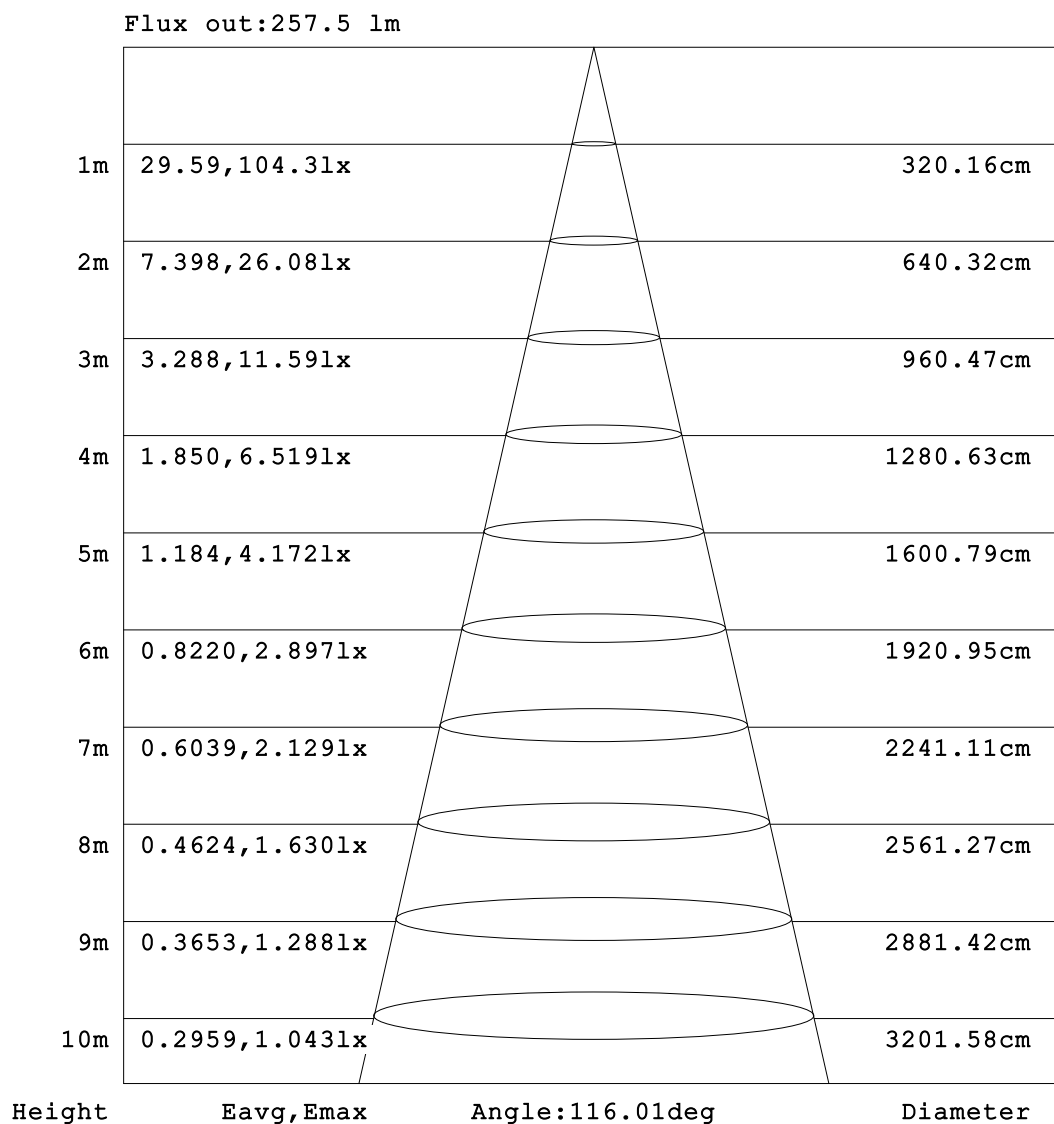 Flux out:257.5 lm
1m 29.59,104.3lx 320.16cm
2m 7.398,26.08lx 640.32cm
3m 3.288,11.59lx 960.47cm
4m 1.850,6.519lx 1280.63cm
5m 1.184,4.172lx 1600.79cm
6m 0.8220,2.897lx 1920.95cm
7m 0.6039,2.129lx 2241.11cm
8m 0.4624,1.630lx 2561.27cm
9m 0.3653,1.288lx 2881.42cm
10m 0.2959,1.043lx 3201.58cm
Height Eavg,Emax Angle:116.01deg Diameter